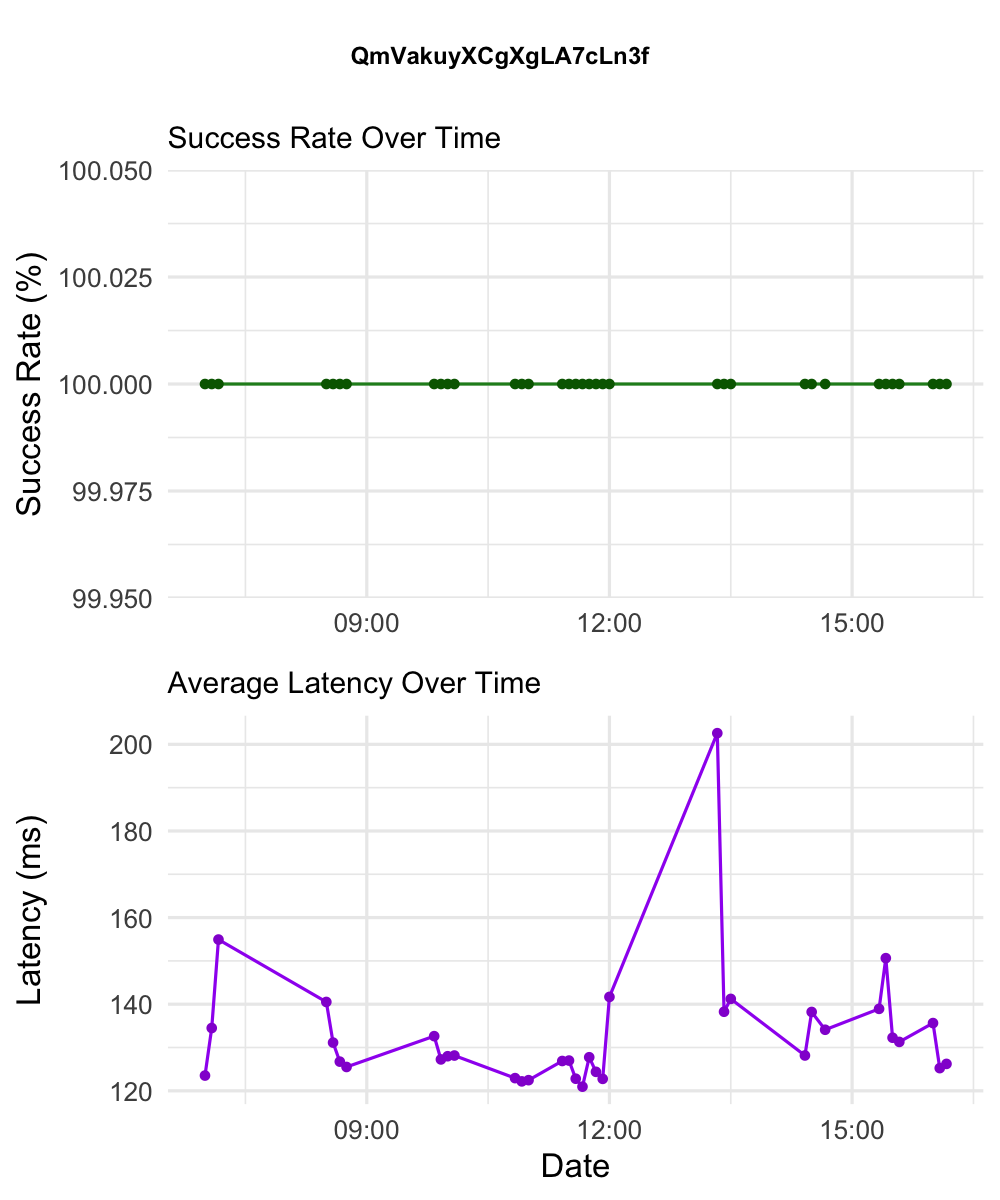 QmVakuyXCgXgLA7cLn3f
Success Rate Over Time
Success Rate (%)
100.050
100.025
100.000
99.975
99.950
09:00 12:00 15:00
Average Latency Over Time
Latency (ms)
200
180
160
140
120
09:00 12:00 15:00
Date